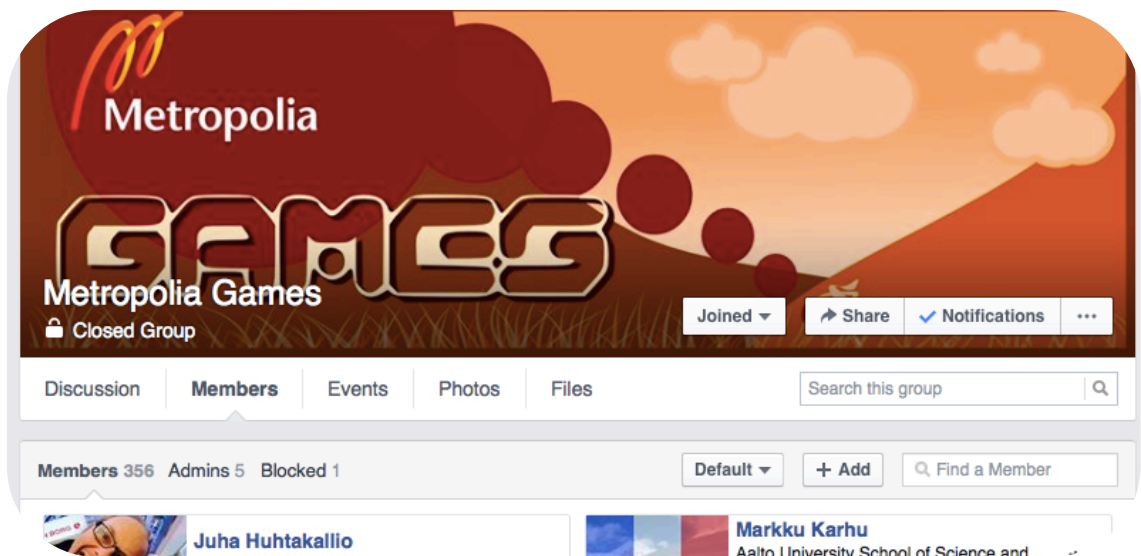 Metropolia
GAMES
Metropolia Games
Closed Group
Joined
Share
Notifications
Discussion
Members
Events
Photos
Files
Search this group
Members 356 Admins 5 Blocked 1
Default
+ Add
Find a Member
Juha Huhtakallio
Markku Karhu
Aalto University School of Science and